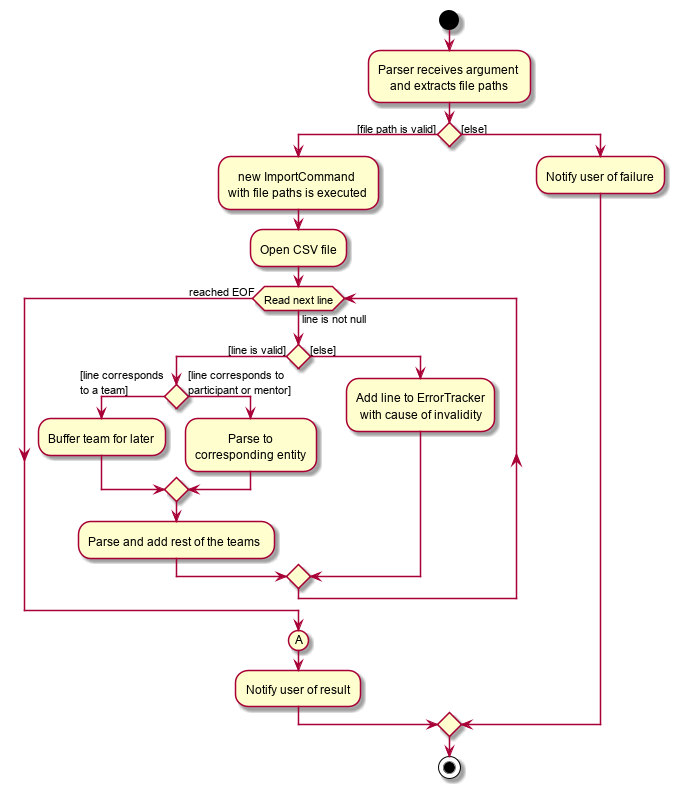 Parser receives argument
and extracts file paths
[file path is valid]
[else]
new ImportCommand
with file paths is executed
Notify user of failure
Open CSV file
reached EOF
Read next line
line is not null
[line is valid]
[else]
[line corresponds
to a team]
[line corresponds to
participant or mentor]
Add line to ErrorTracker
with cause of invalidity
Buffer team for later
Parse to
corresponding entity
Parse and add rest of the teams
A
Notify user of result